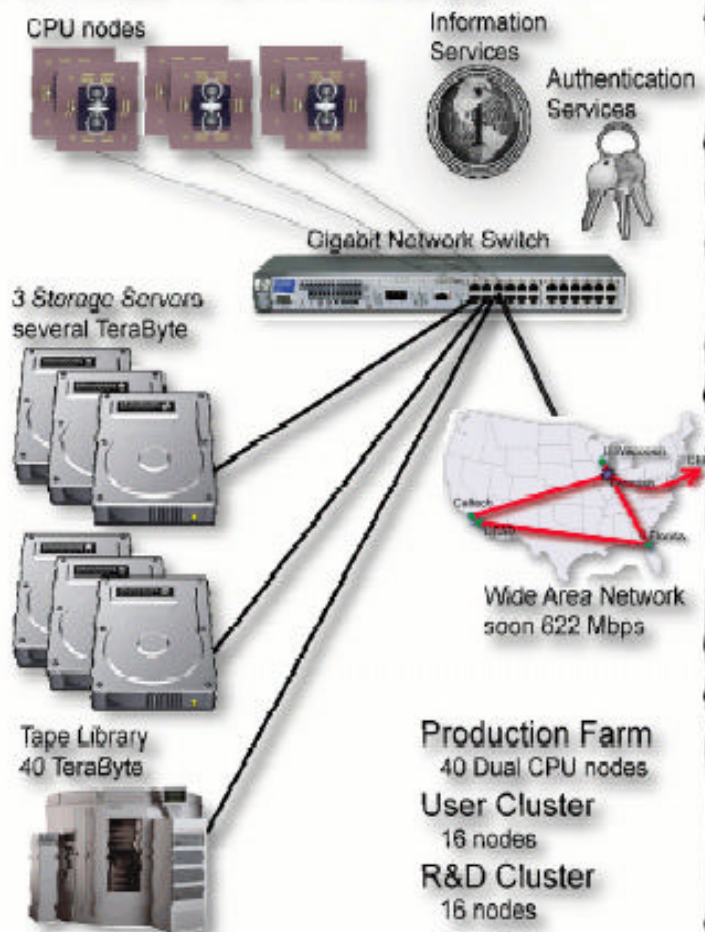 CPU nodes
Information
Services
Authentication
Services
Gigabit Network Switch
3 Storage Servers
several TeraByte
Caltech
Wide Area Network
soon 622 Mbps
Tape Library
40 TeraByte
Production Farm
40 Dual CPU nodes
User Cluster
16 nodes
R&D Cluster
16 nodes